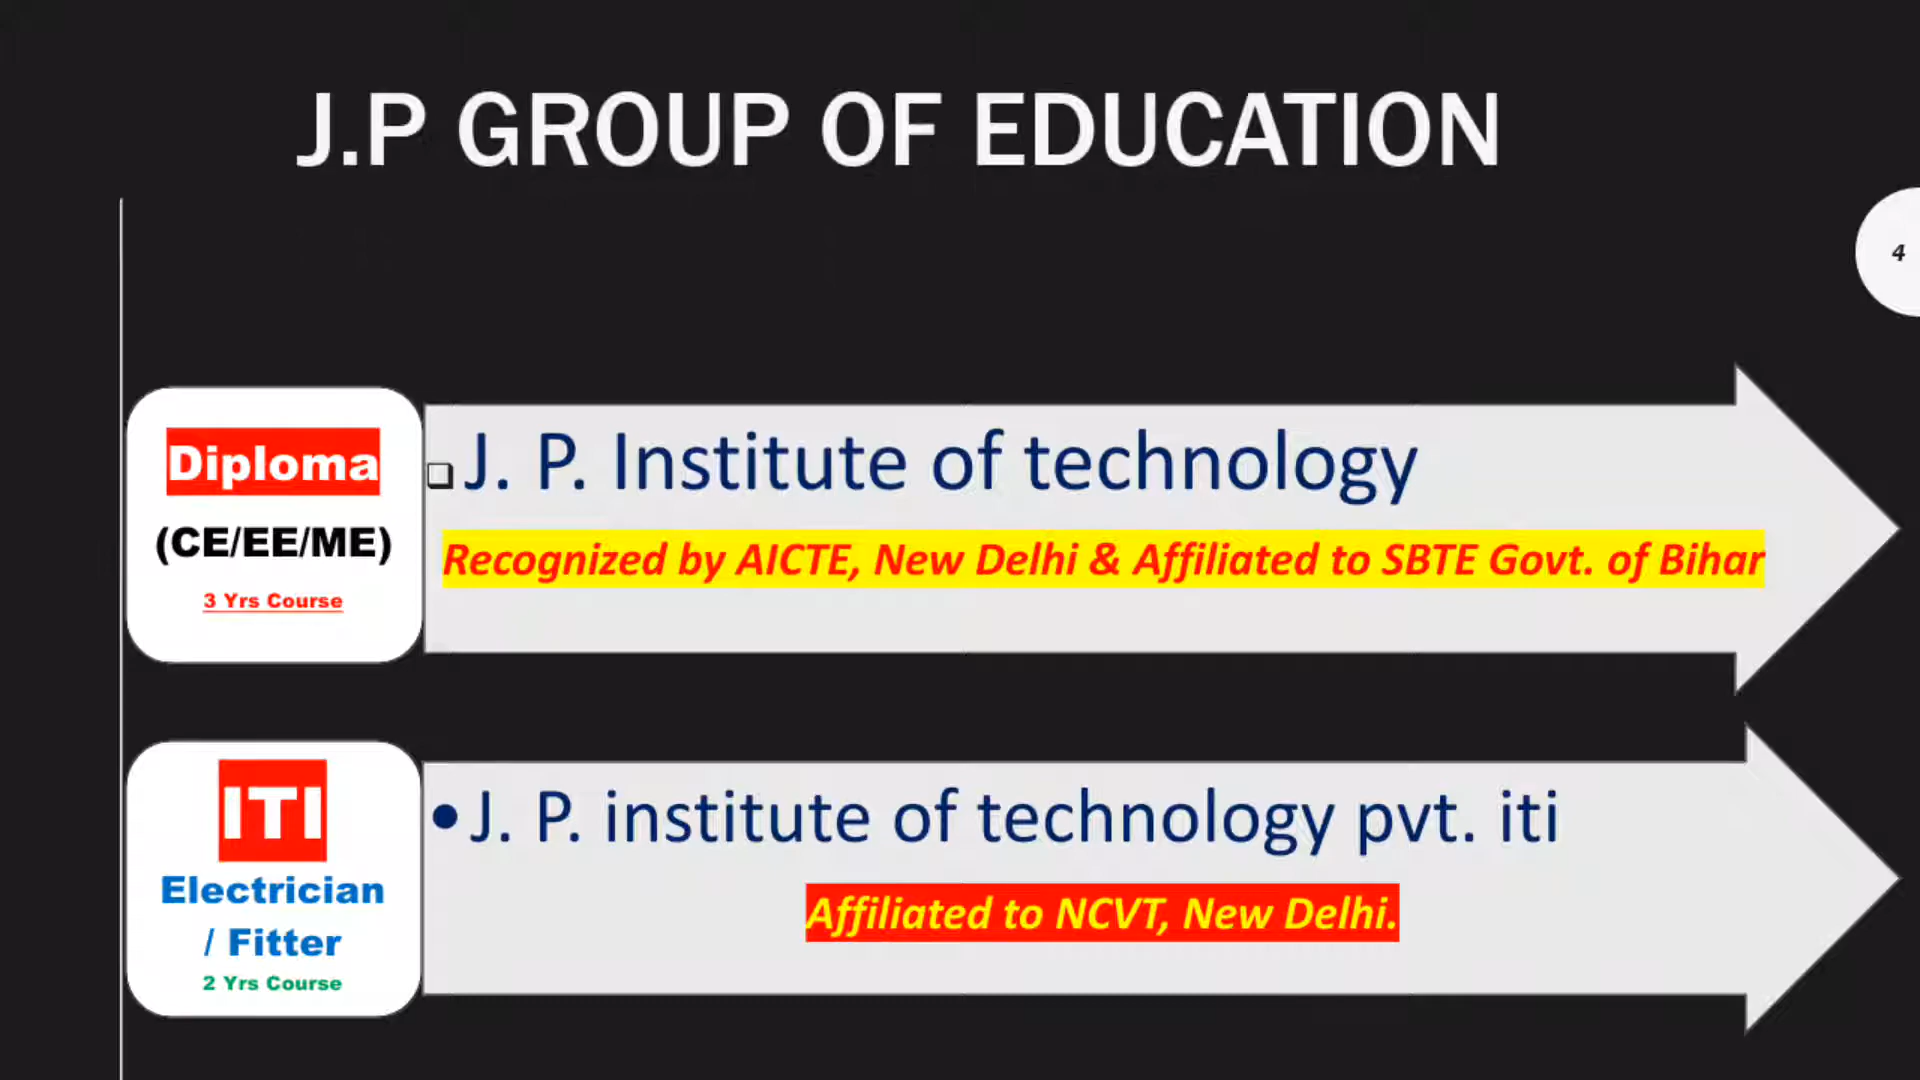 J.P GROUP OF EDUCATION
4
Diploma
(CE/EE/ME)
3 Yrs Course
J. P. Institute of technology
Recognized by AICTE, New Delhi & Affiliated to SBTE Govt. of Bihar
ITI
Electrician
/ Fitter
2 Yrs Course
J. P. institute of technology pvt. iti
Affiliated to NCVT, New Delhi.